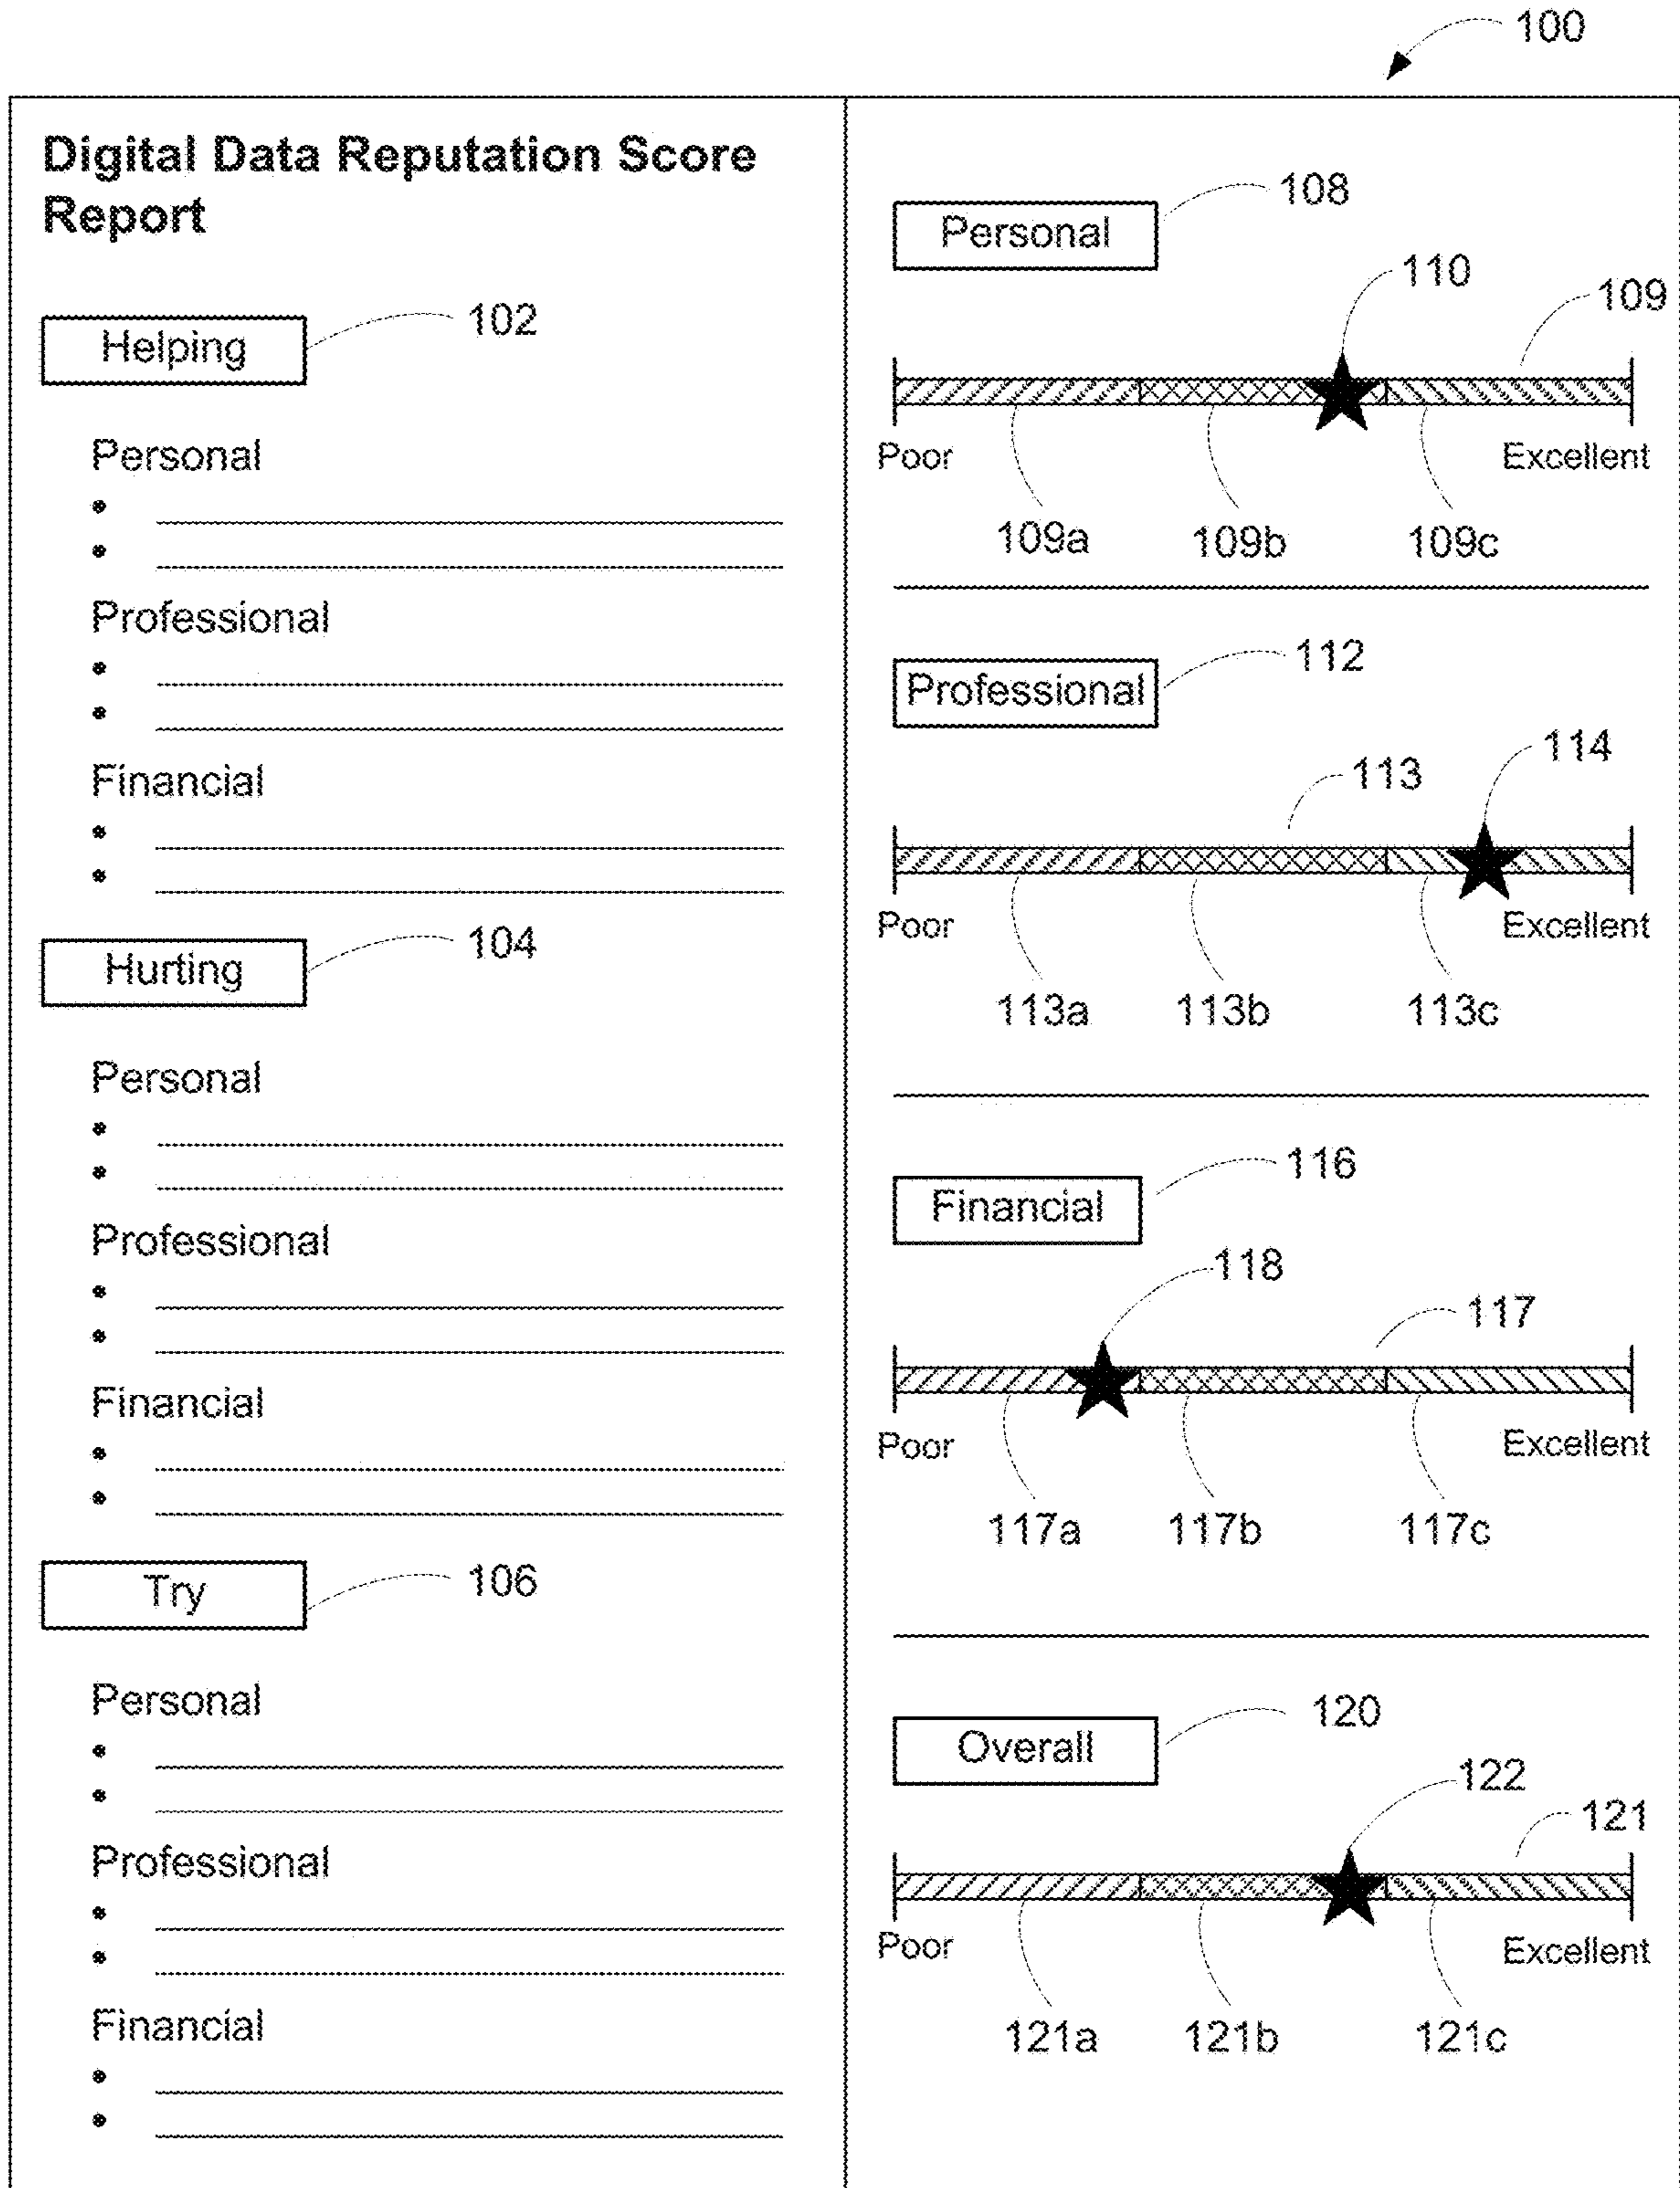 100
Digital Data Reputation Score
Report
Helping
102
Personal
Professional
Financial
Hurting
104
Personal
Professional
Financial
Try
106
Personal
Professional
Financial
Personal
108
110
109
Poor
Excellent
109a
109b
109c
Professional
112
114
113
Poor
Excellent
113a
113b
113c
Financial
116
118
117
Poor
Excellent
117a
117b
117c
Overall
120
122
121
Poor
Excellent
121a
121b
121c